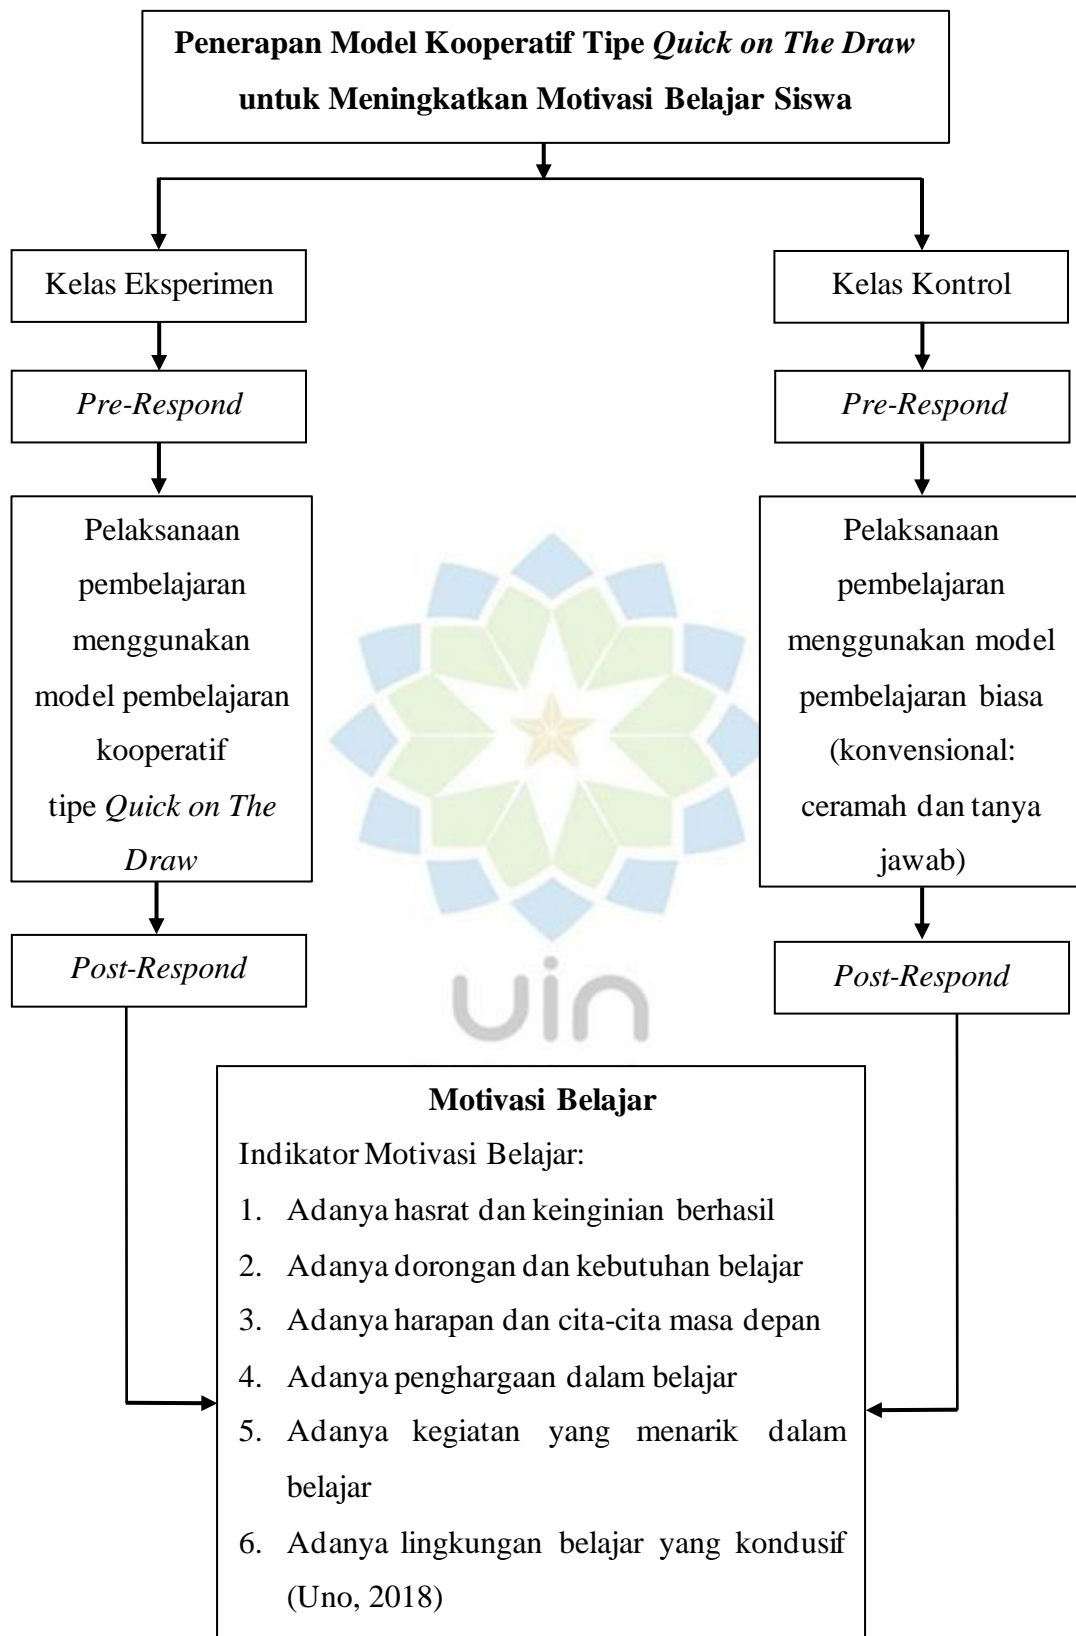 Penerapan Model Kooperatif Tipe Quick on The Draw
untuk Meningkatkan Motivasi Belajar Siswa
Kelas Eksperimen
Kelas Kontrol
Pre-Respond
Pre-Respond
Pelaksanaan
pembelajaran
menggunakan
model pembelajaran
kooperatif
tipe Quick on The
Draw
Pelaksanaan
pembelajaran
menggunakan model
pembelajaran biasa
(konvensional:
ceramah dan tanya
jawab)
Post-Respond
Post-Respond
uin
Motivasi Belajar
Indikator Motivasi Belajar:
1. Adanya hasrat dan keinginian berhasil
2. Adanya dorongan dan kebutuhan belajar
3. Adanya harapan dan cita-cita masa depan
4. Adanya penghargaan dalam belajar
5. Adanya kegiatan yang menarik dalam
belajar
6. Adanya lingkungan belajar yang kondusif
(Uno, 2018)